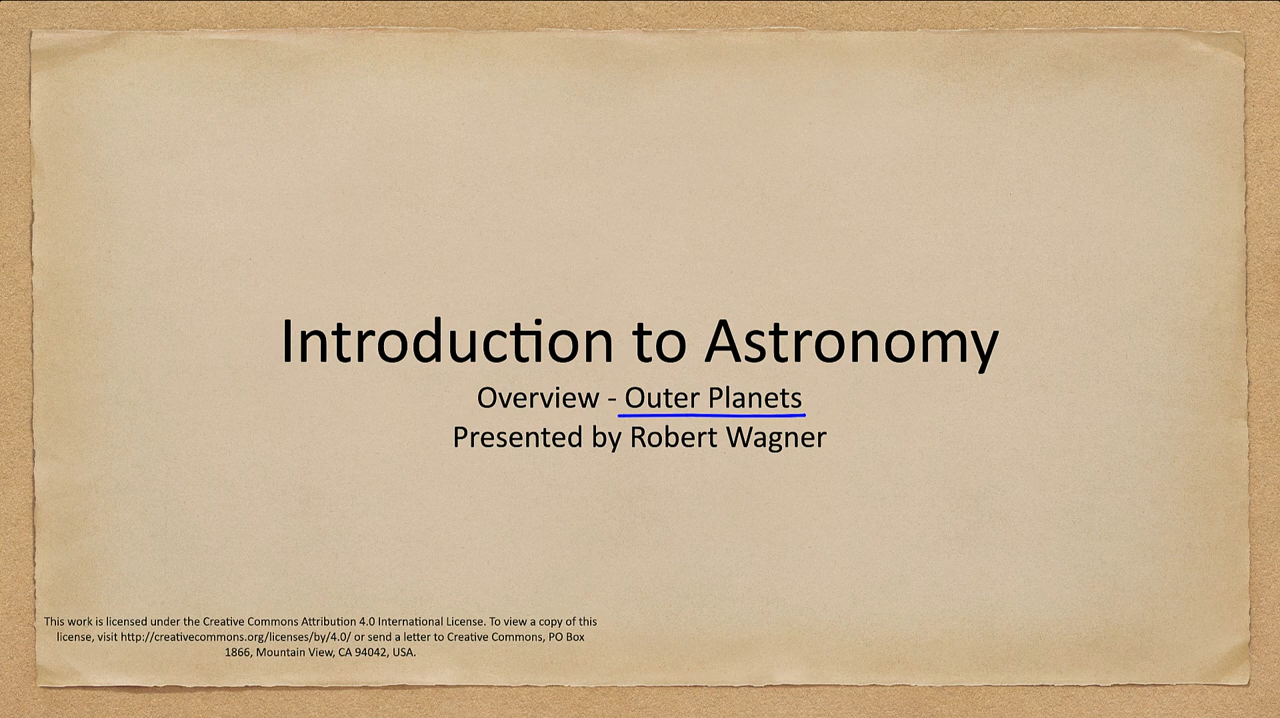 Introduction to Astronomy
Overview - Outer Planets
Presented by Robert Wagner
This work is licensed under the Creative Commons Attribution 4.0 International License. To view a copy of this
license, visit http://creativecommons.org/licenses/by/4.0/ or send a letter to Creative Commons, PO Box
1866, Mountain View, CA 94042, USA.